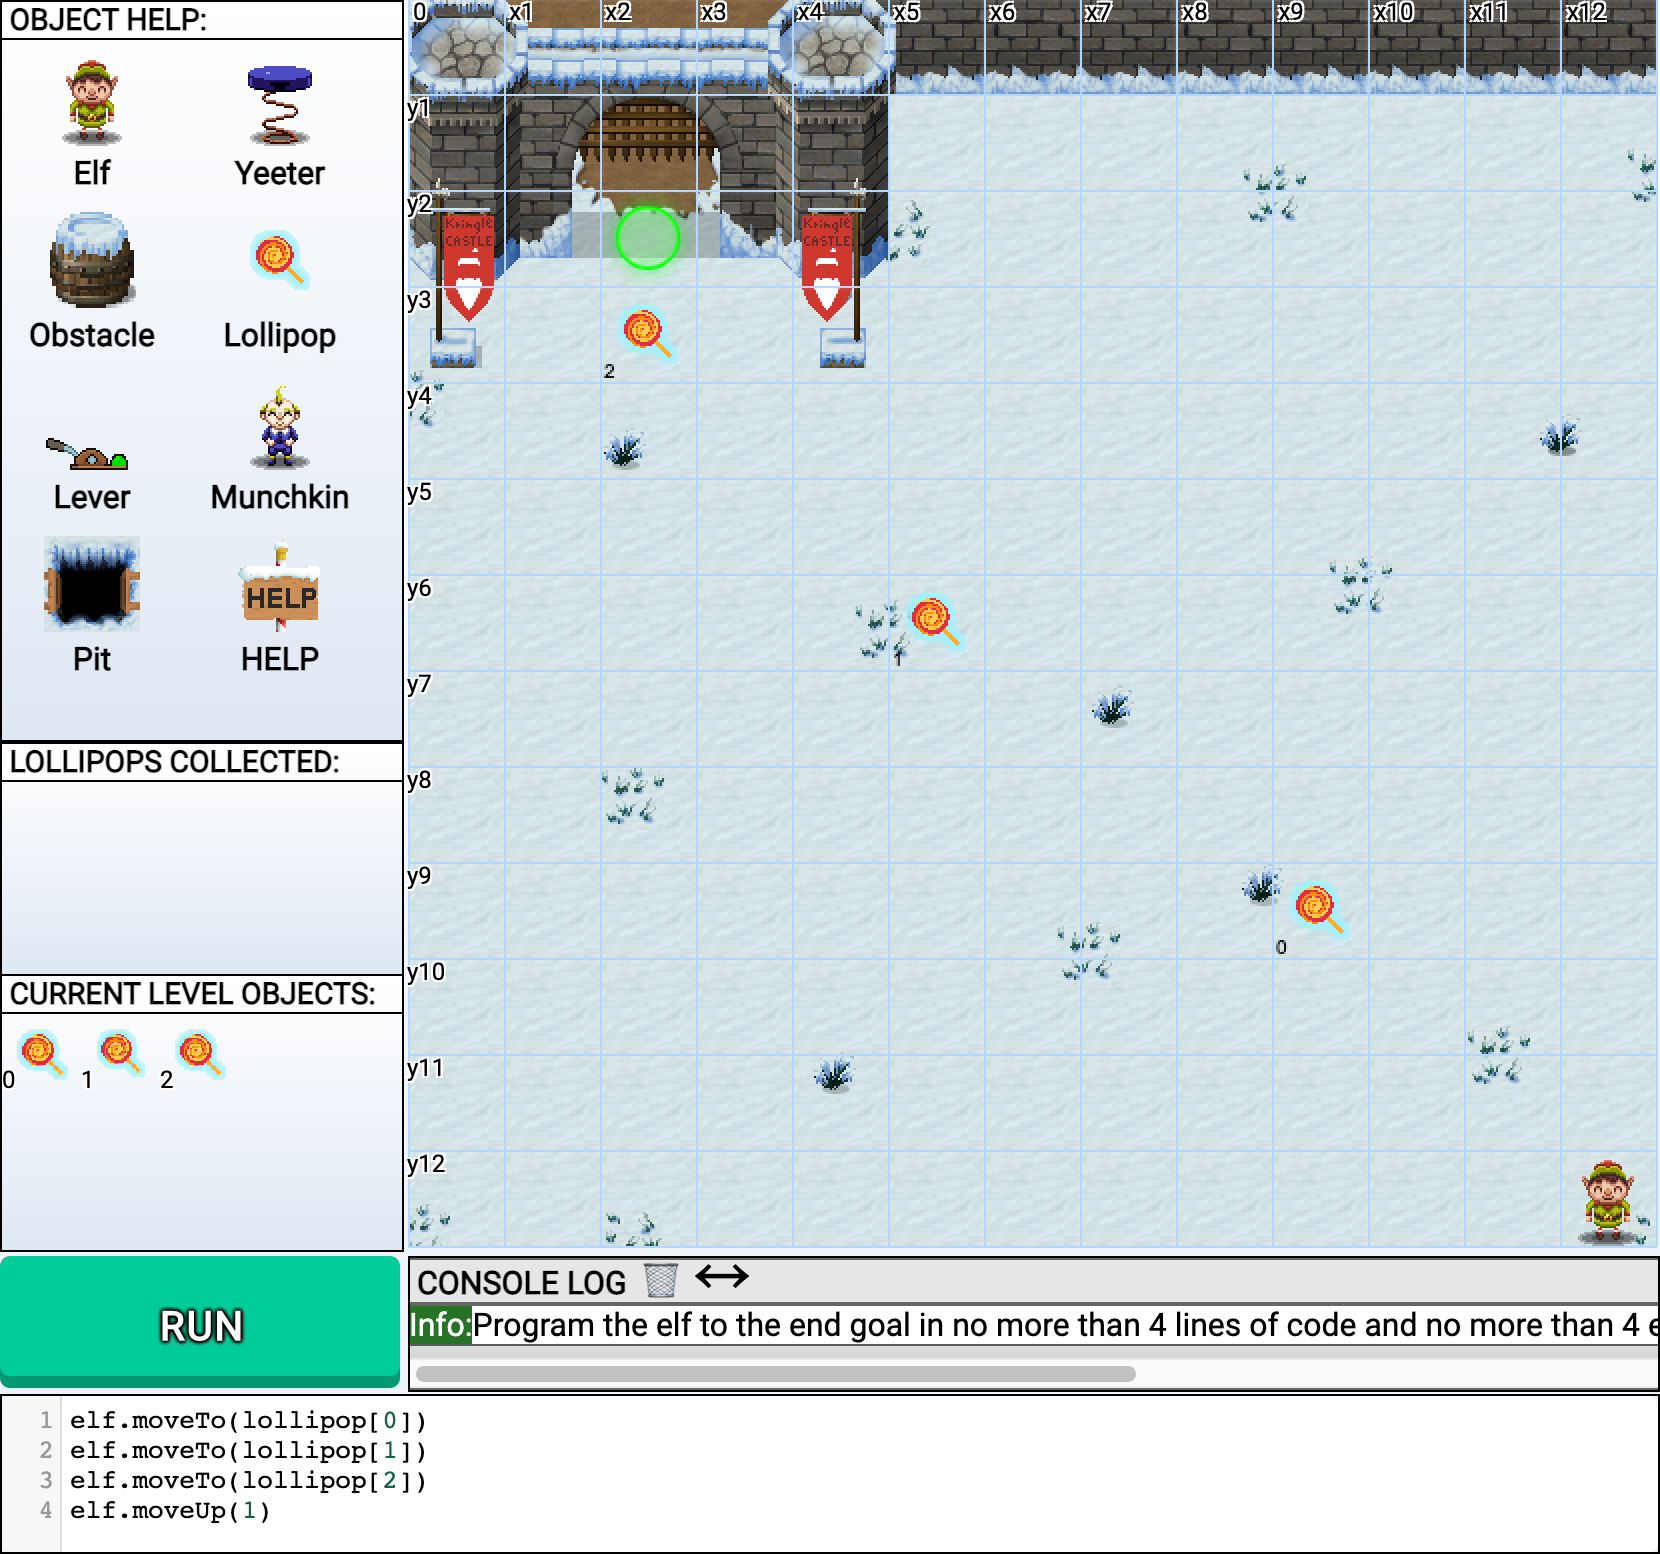 OBJECT HELP:
Elf
Yeeter
Obstacle
Lollipop
Lever
Munchkin
HELP
Pit
HELP
LOLLIPOPS COLLECTED:
CURRENT LEVEL OBJECTS:
0 1 2
RUN
0 x1 x2 x3 x4 x5 x6 x7 x8 x9 x10 x11 x12
y1
y2
Kringle
CASTLE
Kringle
CASTLE
y3
2
y4
y5
y6
1
y7
y8
y9
0
y10
y11
y12
CONSOLE LOG
Info:Program the elf to the end goal in no more than 4 lines of code and no more than 4 e
1 elf.moveTo(lollipop[0])
2 elf.moveTo(lollipop[1])
3 elf.moveTo(lollipop[2])
4 elf.moveUp(1)